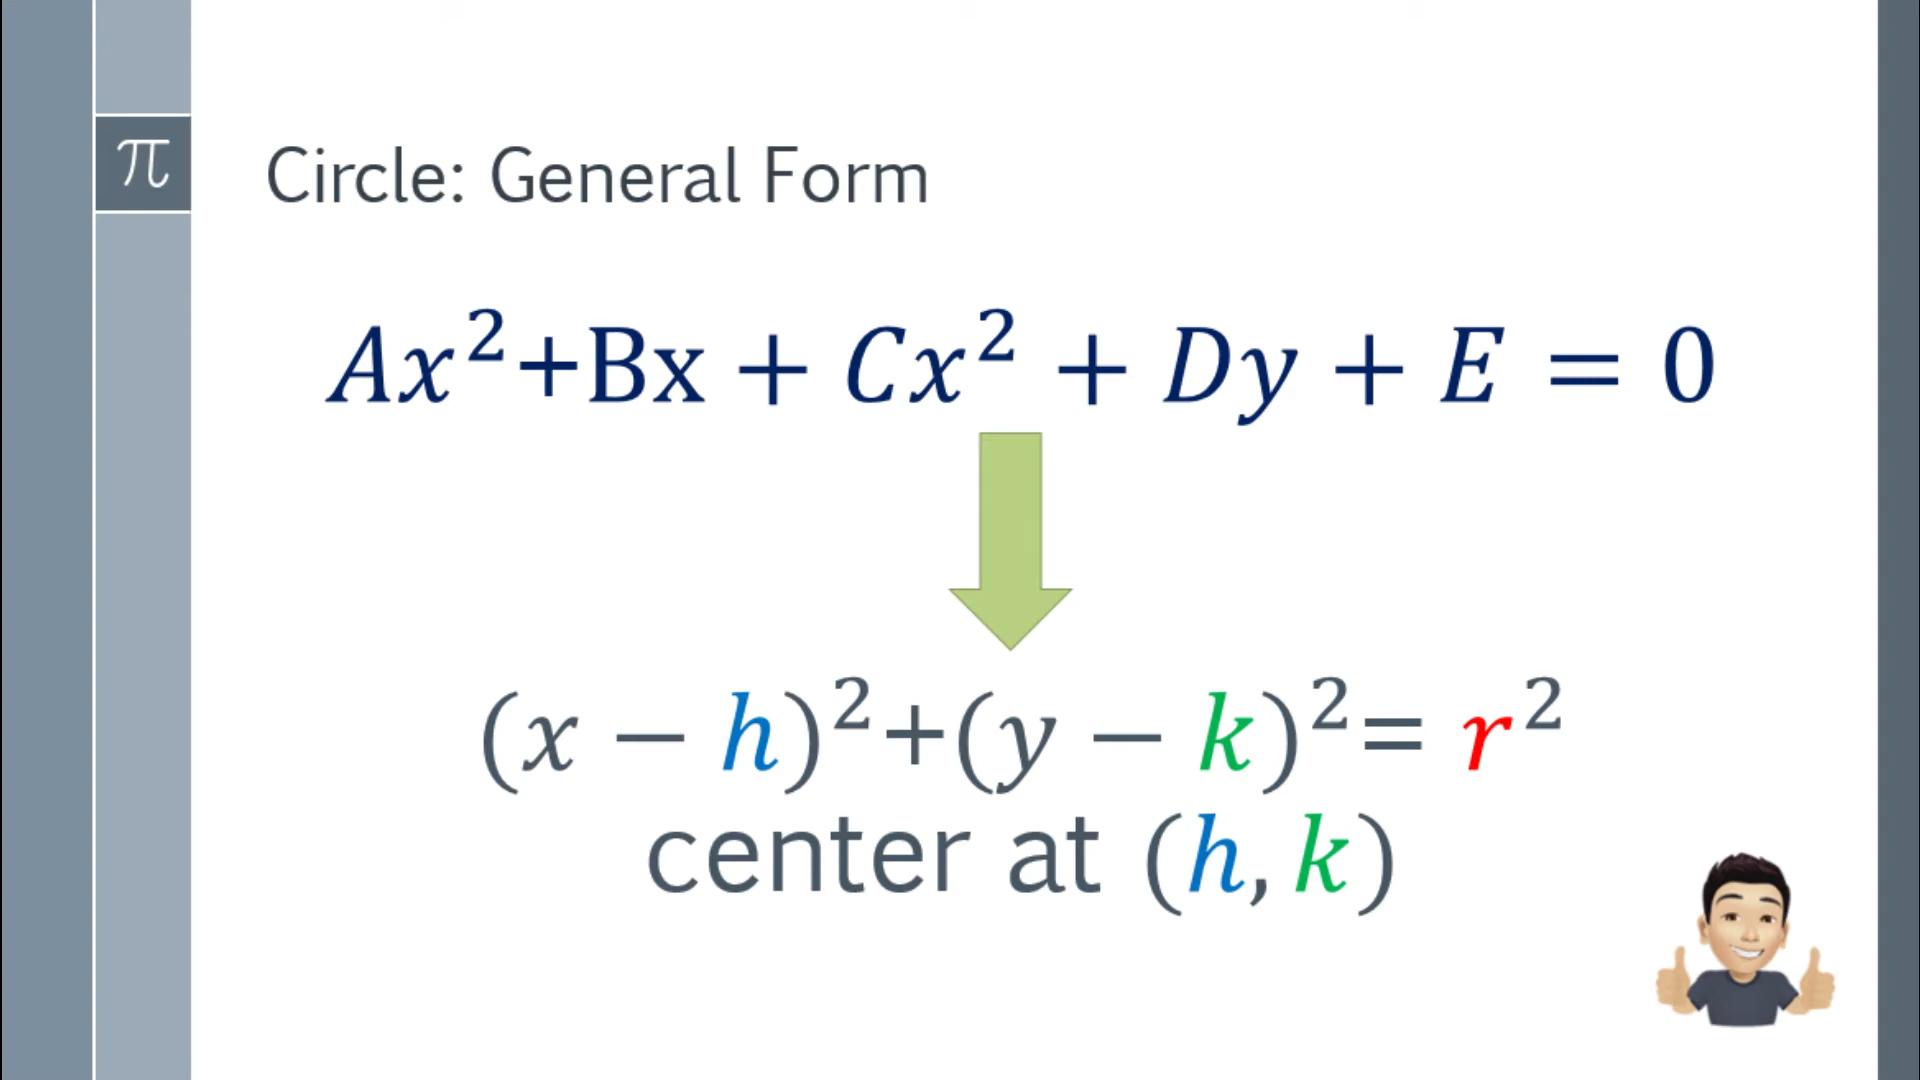 π
Circle: General Form
Ax²+Bx + Cx² + Dy + E = 0
(x − h)²+(y − k)²= r²
center at (h, k)